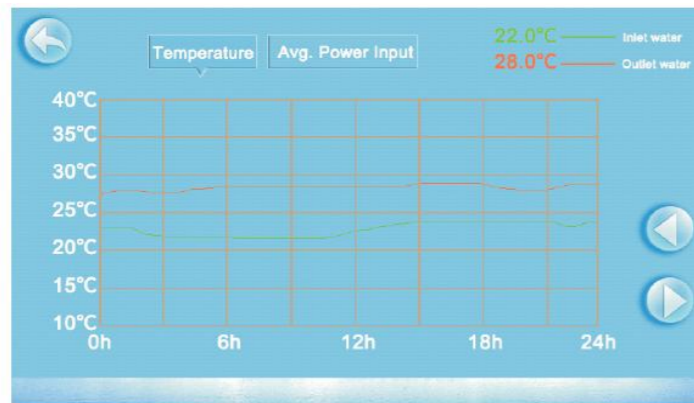 22.0°C Inlet water
Temperature Avg. Power Input
28.0°C Outlet water
40°C
35°C
30°C
25°C
20°C
15°C
10°C
0h 6h 12h 18h 24h